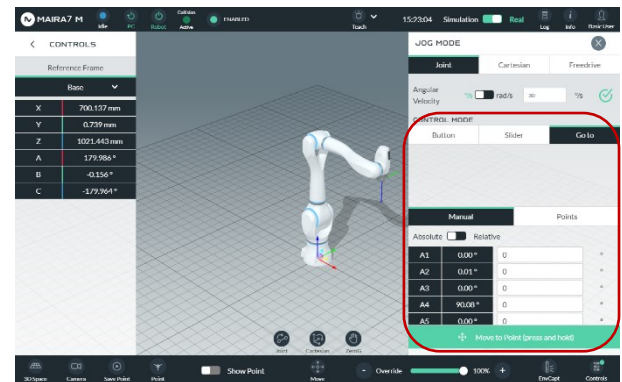 MAIRA7 M
Idle
PC
Robot
Collision
Active
ENABLED
Teach
15:23:04
Simulation
Real
Log
Info
Basic User
CONTROLS
Reference Frame
Base
X 700.137 mm
Y 0.739 mm
Z 1021.443 mm
A 179.986 °
B -0.156 °
C -179.964 °
JOG MODE
Joint Cartesian Freedrive
Angular
Velocity
°/s rad/s 30 °/s
CONTROL MODE
Button Slider Go to
Manual Points
Absolute Relative
A1 0.00 ° 0 °
A2 0.01 ° 0 °
A3 0.00 ° 0 °
A4 90.08 ° 0 °
A5 0.00 ° 0 °
Move to Point (press and hold)
Joint Cartesian ZeroG
3D Space Camera Save Point Point Show Point Move - Override 100% + EnvCapt Controls